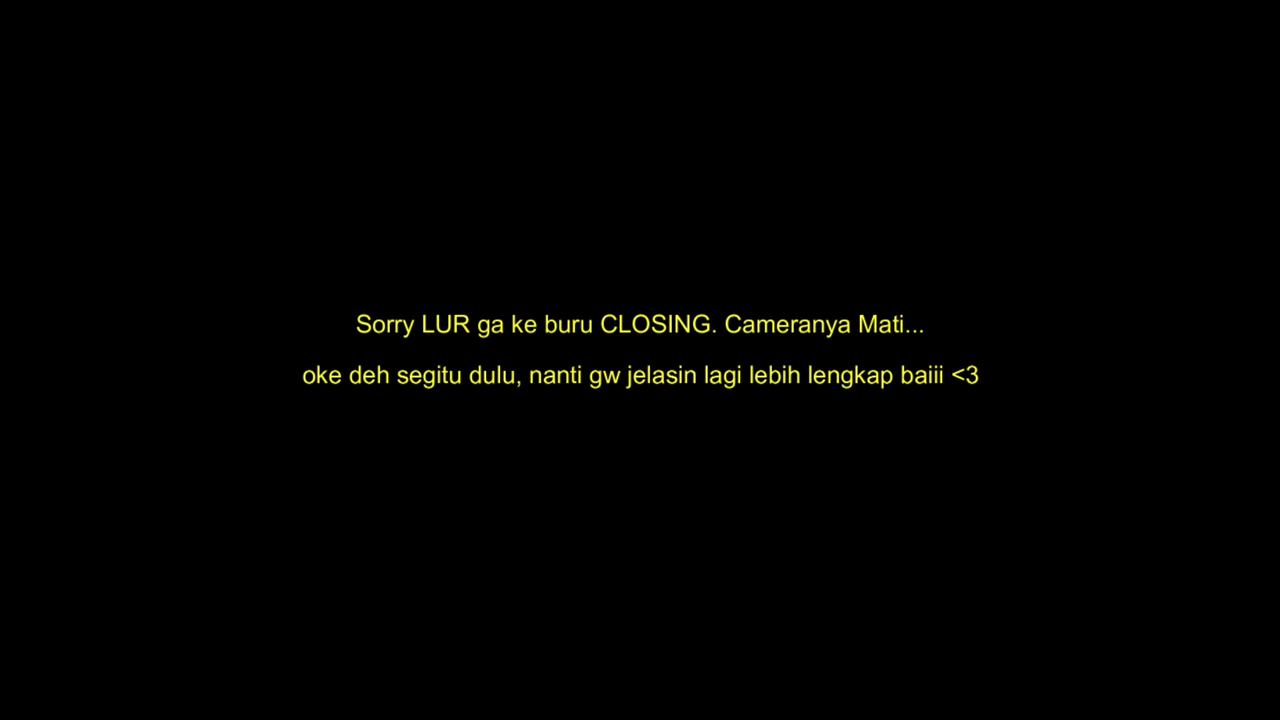 Sorry LUR ga ke buru CLOSING. Cameranya Mati...
oke deh segitu dulu, nanti gw jelasin lagi lebih lengkap baiii <3